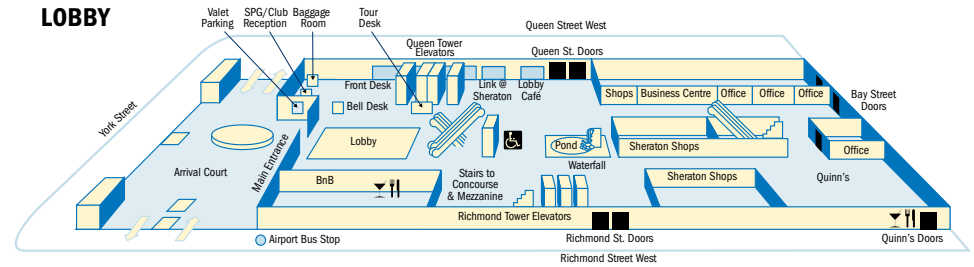 LOBBY
Valet
Parking
SPG/Club
Reception
Baggage
Room
Tour
Desk
Queen Street West
Queen Tower
Elevators
Queen St. Doors
Front Desk
Link @
Sheraton
Lobby
Café
Shops
Business Centre
Office
Office
Office
Bay Street
Doors
York Street
Bell Desk
Lobby
Pond
Waterfall
Sheraton Shops
Office
Main Entrance
Arrival Court
BnB
Stairs to
Concourse
& Mezzanine
Sheraton Shops
Quinn's
Richmond Tower Elevators
Airport Bus Stop
Richmond St. Doors
Quinn's Doors
Richmond Street West